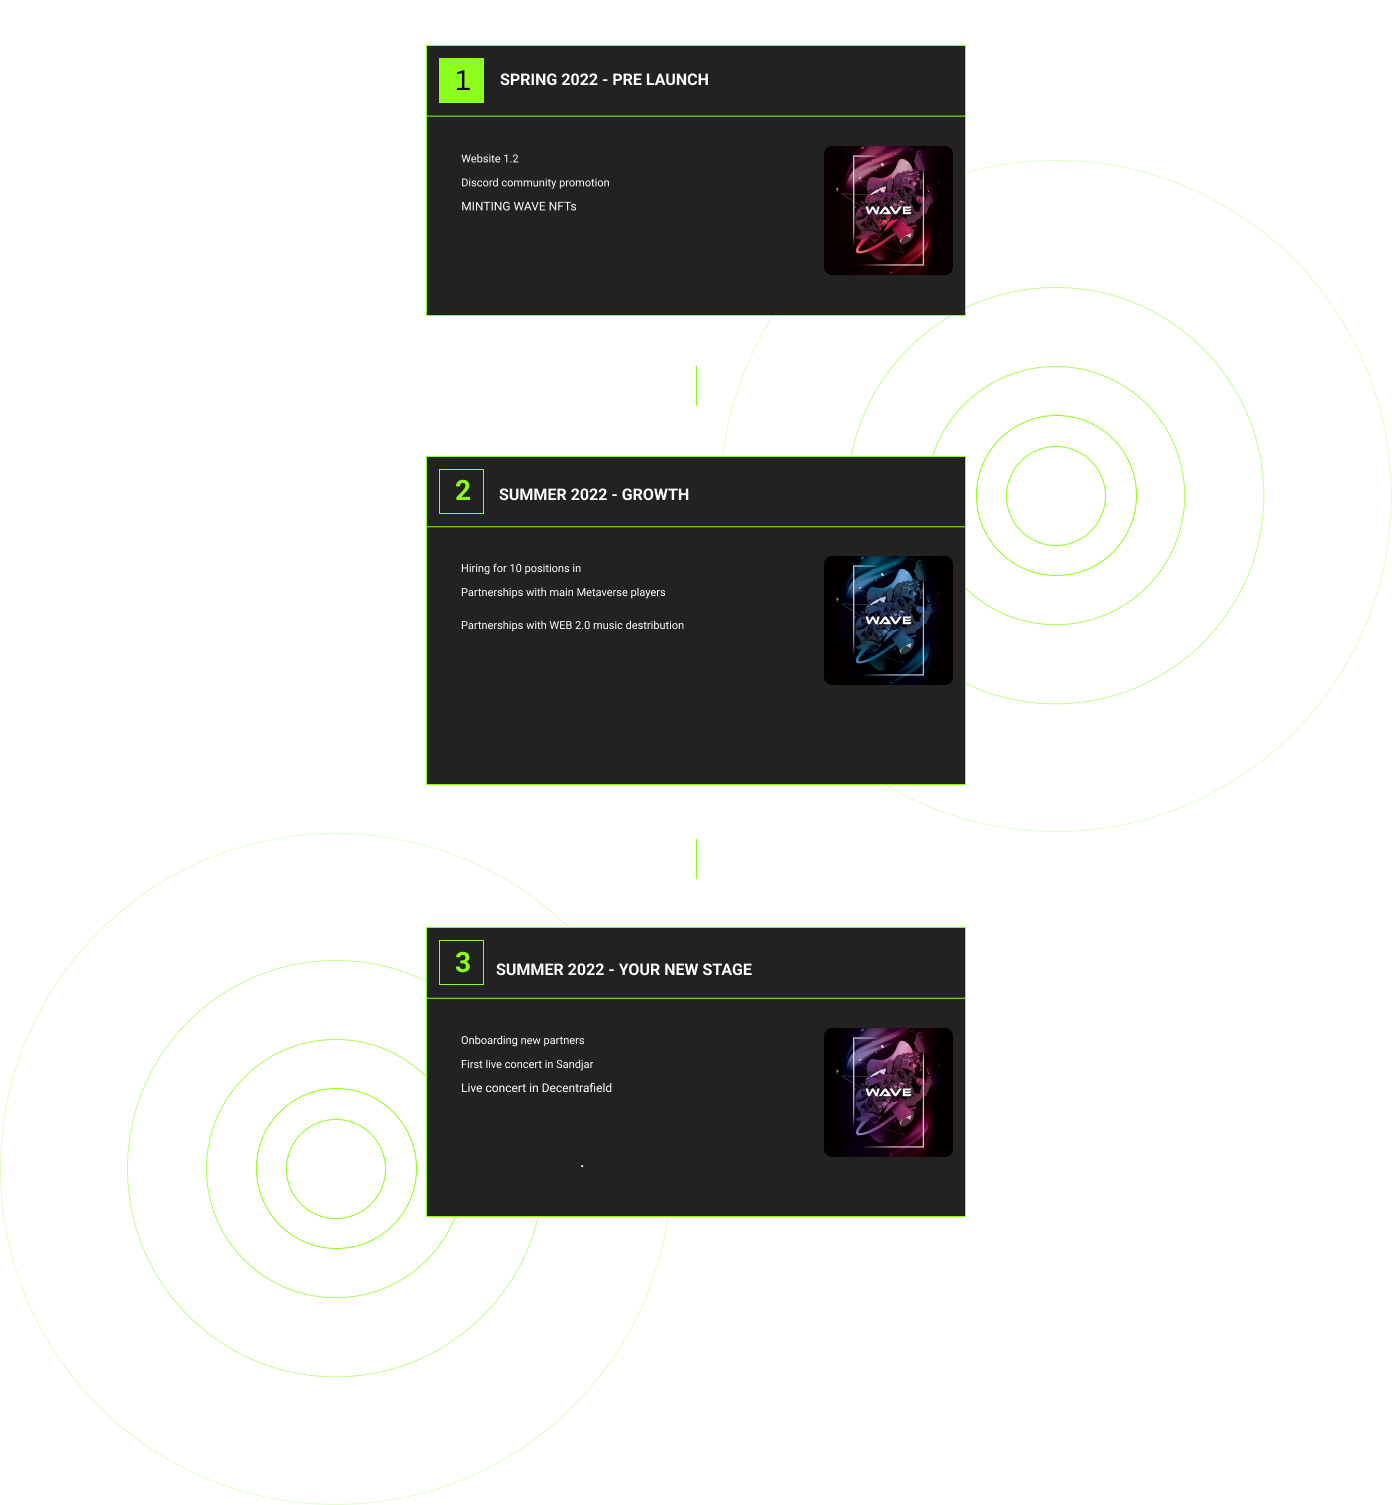 1
SPRING 2022 - PRE LAUNCH
Website 1.2
Discord community promotion
MINTING WAVE NFTs
WAVE
2
SUMMER 2022 - GROWTH
Hiring for 10 positions in
Partnerships with main Metaverse players
Partnerships with WEB 2.0 music destribution
WAVE
3
SUMMER 2022 - YOUR NEW STAGE
Onboarding new partners
First live concert in Sandjar
Live concert in Decentrafield
WAVE
.